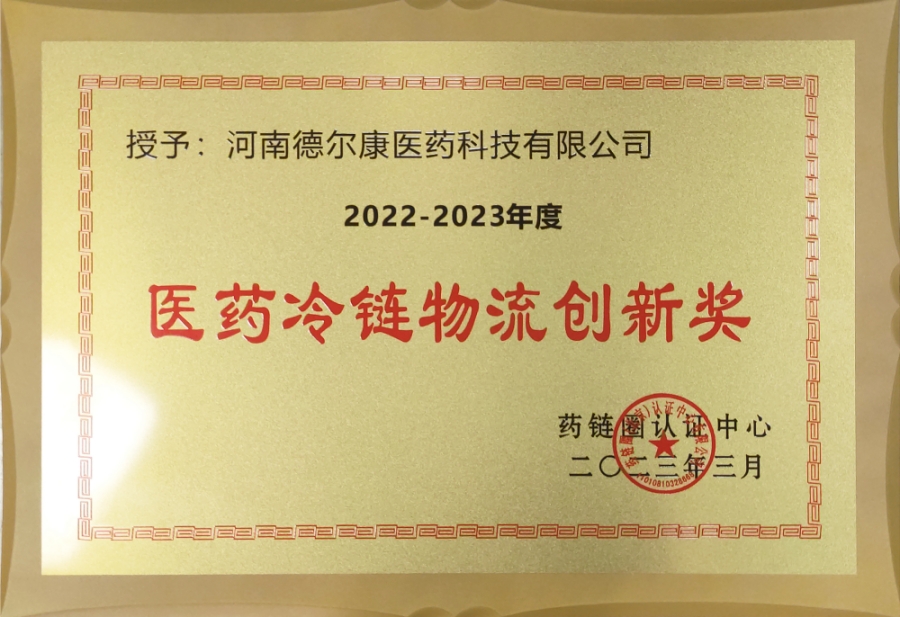 授予：河南德尔康医药科技有限公司
2022-2023年度
医药冷链物流创新奖
药链圈认证中心
二〇二三年三月